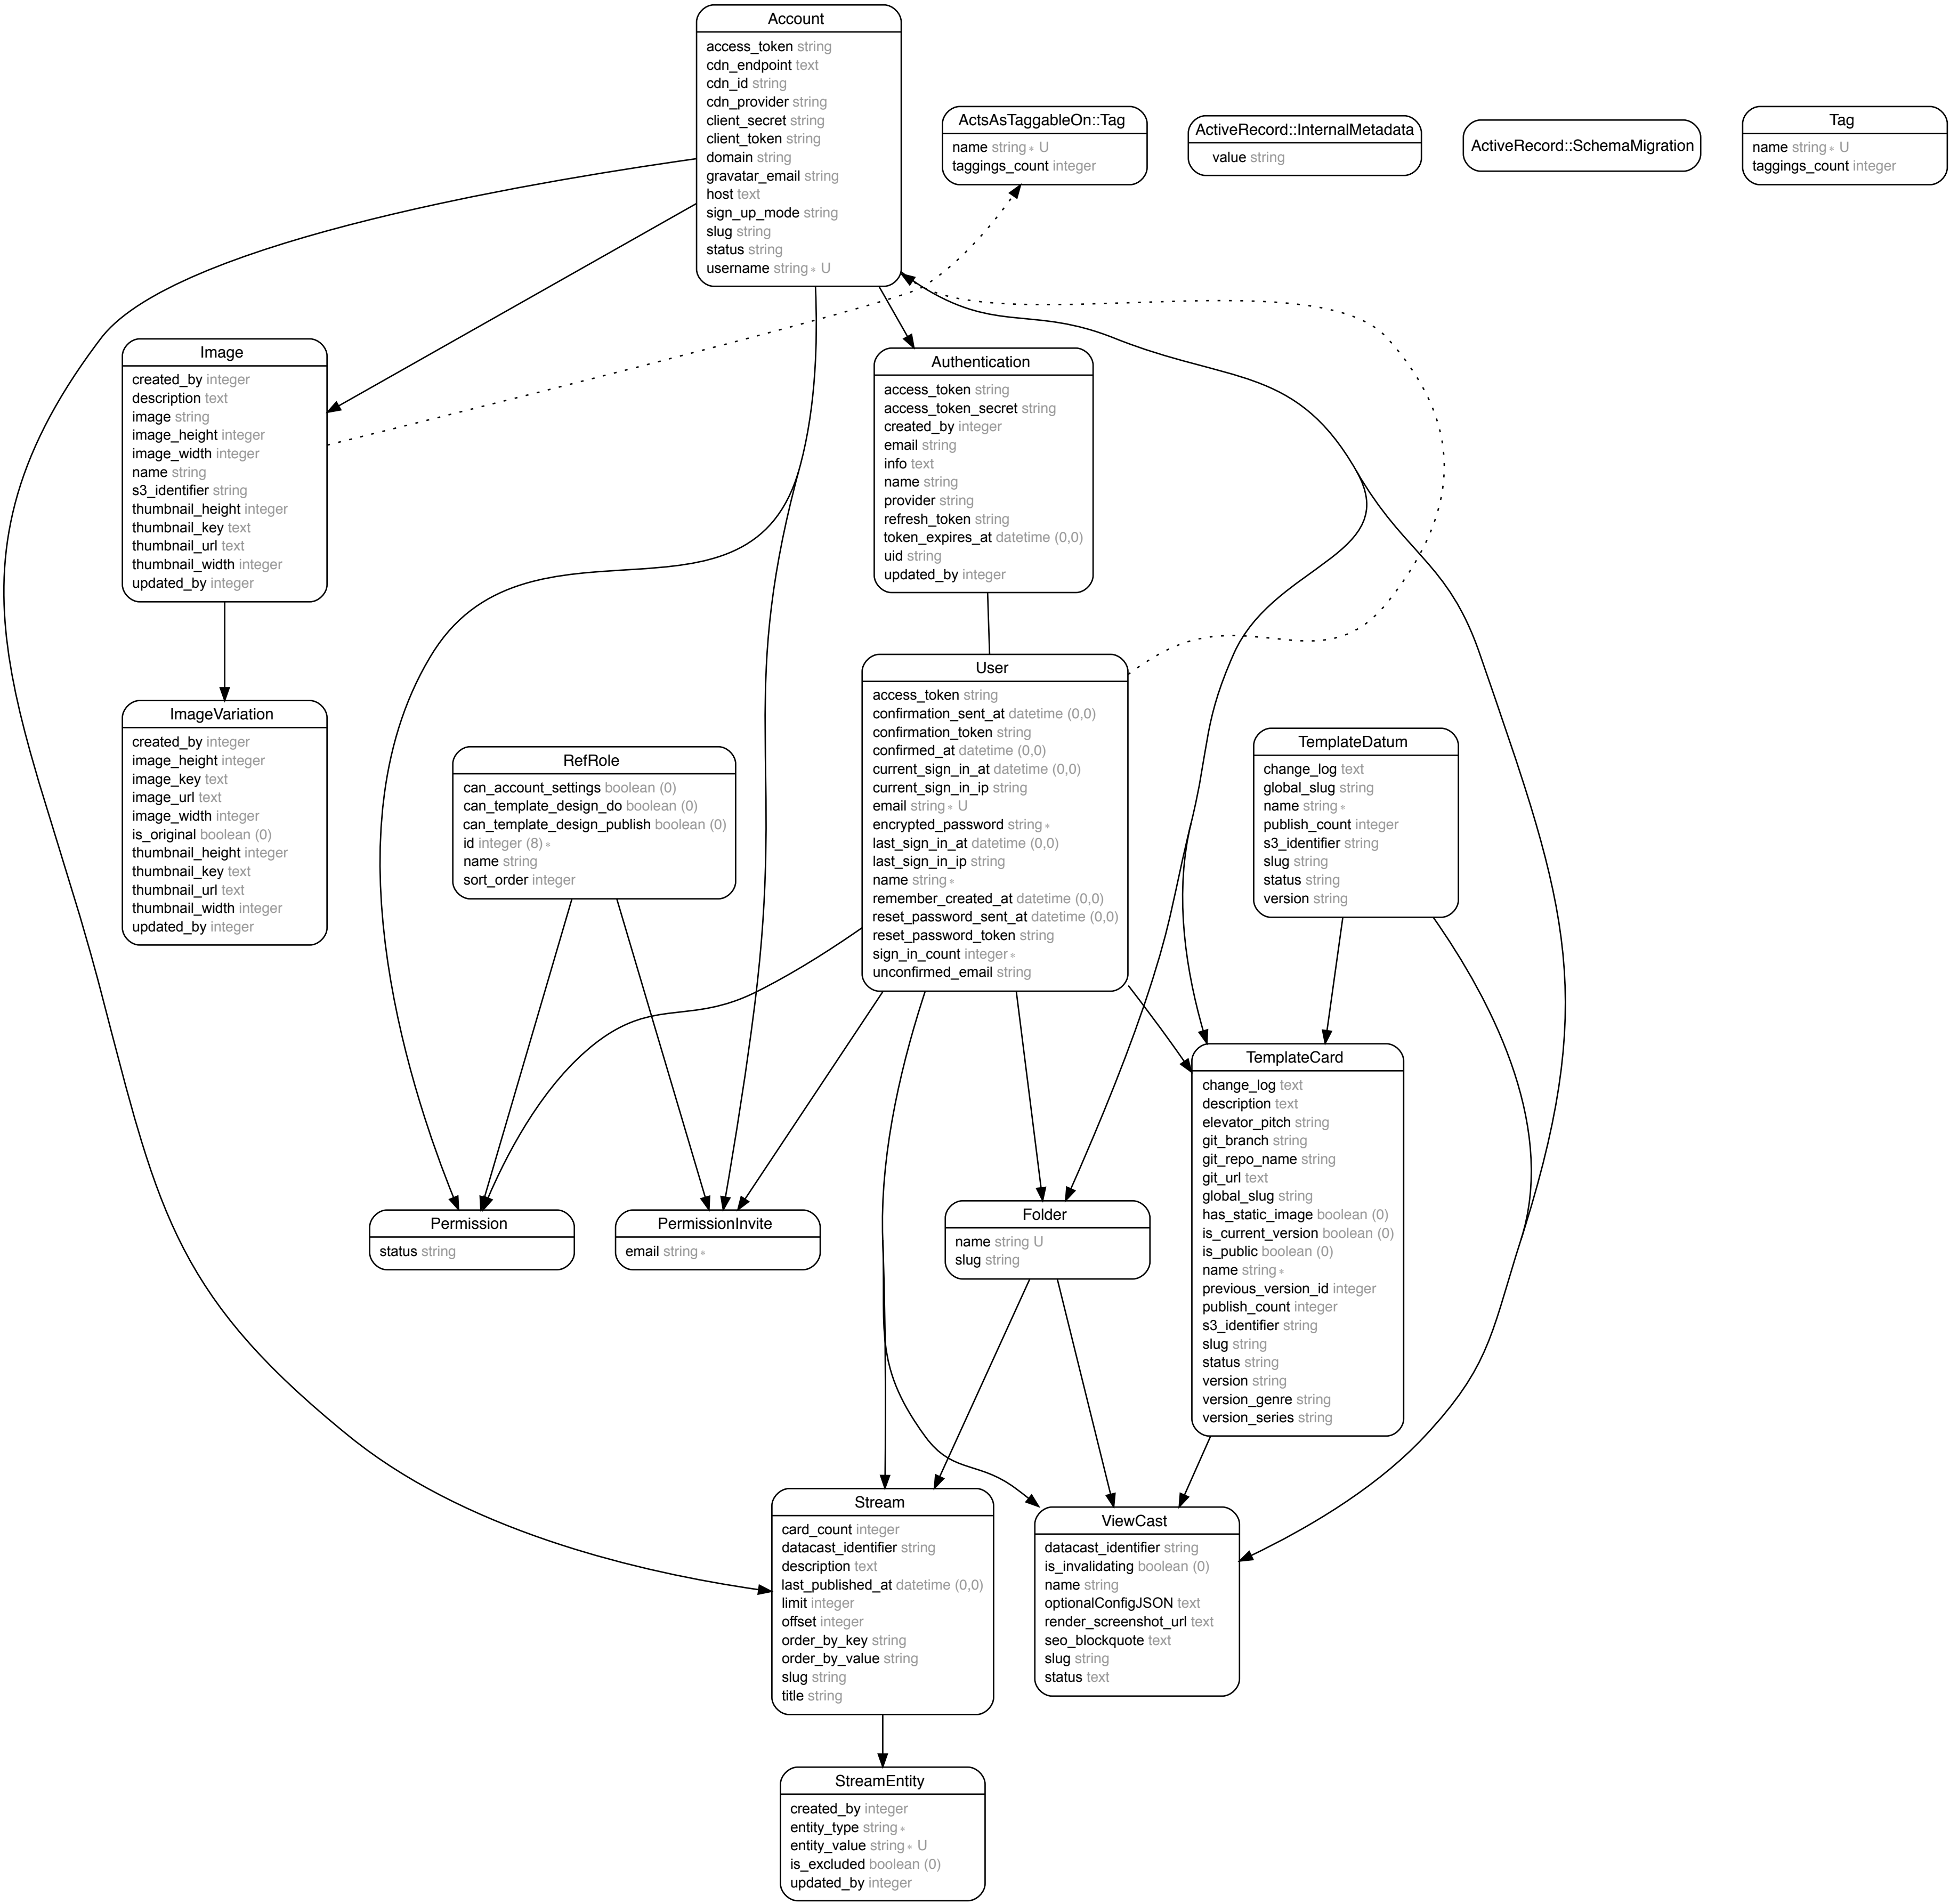 Account
access_token string
cdn_endpoint text
cdn_id string
cdn_provider string
client_secret string
client_token string
domain string
gravatar_email string
host text
sign_up_mode string
slug string
status string
username string * U
ActsAsTaggableOn::Tag
name string * U
taggings_count integer
ActiveRecord::InternalMetadata
value string
ActiveRecord::SchemaMigration
Tag
name string * U
taggings_count integer
Image
created_by integer
description text
image string
image_height integer
image_width integer
name string
s3_identifier string
thumbnail_height integer
thumbnail_key text
thumbnail_url text
thumbnail_width integer
updated_by integer
Authentication
access_token string
access_token_secret string
created_by integer
email string
info text
name string
provider string
refresh_token string
token_expires_at datetime (0,0)
uid string
updated_by integer
ImageVariation
created_by integer
image_height integer
image_key text
image_url text
image_width integer
is_original boolean (0)
thumbnail_height integer
thumbnail_key text
thumbnail_url text
thumbnail_width integer
updated_by integer
RefRole
can_account_settings boolean (0)
can_template_design_do boolean (0)
can_template_design_publish boolean (0)
id integer (8) *
name string
sort_order integer
User
access_token string
confirmation_sent_at datetime (0,0)
confirmation_token string
confirmed_at datetime (0,0)
current_sign_in_at datetime (0,0)
current_sign_in_ip string
email string * U
encrypted_password string *
last_sign_in_at datetime (0,0)
last_sign_in_ip string
name string *
remember_created_at datetime (0,0)
reset_password_sent_at datetime (0,0)
reset_password_token string
sign_in_count integer *
unconfirmed_email string
TemplateDatum
change_log text
global_slug string
name string *
publish_count integer
s3_identifier string
slug string
status string
version string
TemplateCard
change_log text
description text
elevator_pitch string
git_branch string
git_repo_name string
git_url text
global_slug string
has_static_image boolean (0)
is_current_version boolean (0)
is_public boolean (0)
name string *
previous_version_id integer
publish_count integer
s3_identifier string
slug string
status string
version string
version_genre string
version_series string
Permission
status string
PermissionInvite
email string *
Folder
name string U
slug string
Stream
card_count integer
datacast_identifier string
description text
last_published_at datetime (0,0)
limit integer
offset integer
order_by_key string
order_by_value string
slug string
title string
ViewCast
datacast_identifier string
is_invalidating boolean (0)
name string
optionalConfigJSON text
render_screenshot_url text
seo_blockquote text
slug string
status text
StreamEntity
created_by integer
entity_type string *
entity_value string * U
is_excluded boolean (0)
updated_by integer